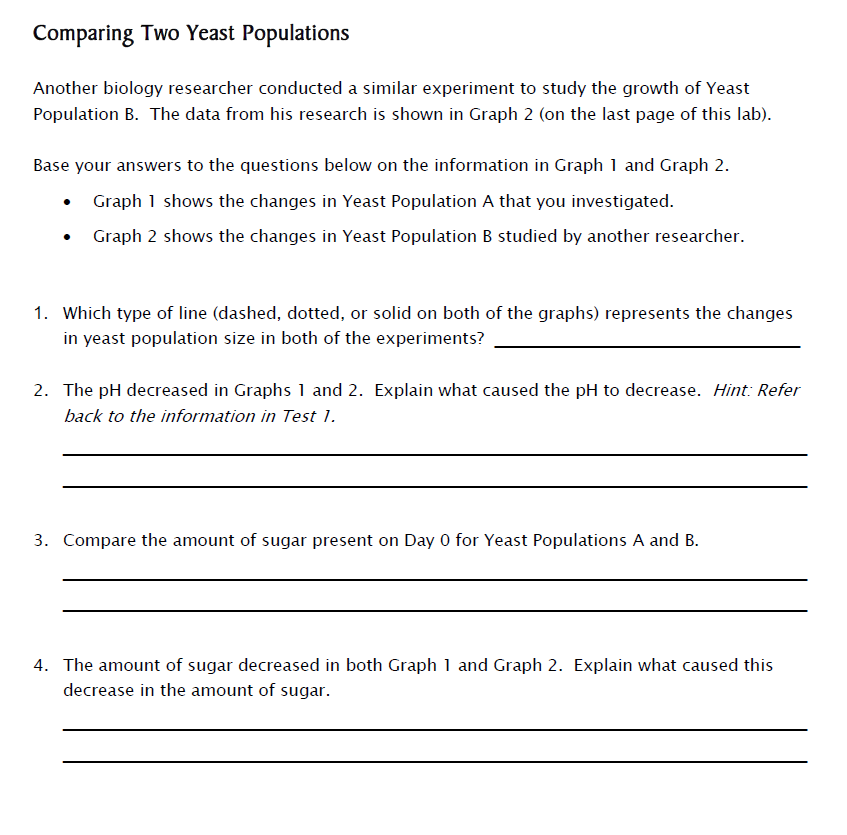 Comparing Two Yeast Populations
Another biology researcher conducted a similar experiment to study the growth of Yeast
Population B.  The data from his research is shown in Graph 2 (on the last page of this lab).
Base your answers to the questions below on the information in Graph 1 and Graph 2.
• Graph 1 shows the changes in Yeast Population A that you investigated.
• Graph 2 shows the changes in Yeast Population B studied by another researcher.
1. Which type of line (dashed, dotted, or solid on both of the graphs) represents the changes
in yeast population size in both of the experiments?
2. The pH decreased in Graphs 1 and 2.  Explain what caused the pH to decrease.  Hint: Refer
back to the information in Test 1.
3. Compare the amount of sugar present on Day 0 for Yeast Populations A and B.
4. The amount of sugar decreased in both Graph 1 and Graph 2.  Explain what caused this
decrease in the amount of sugar.